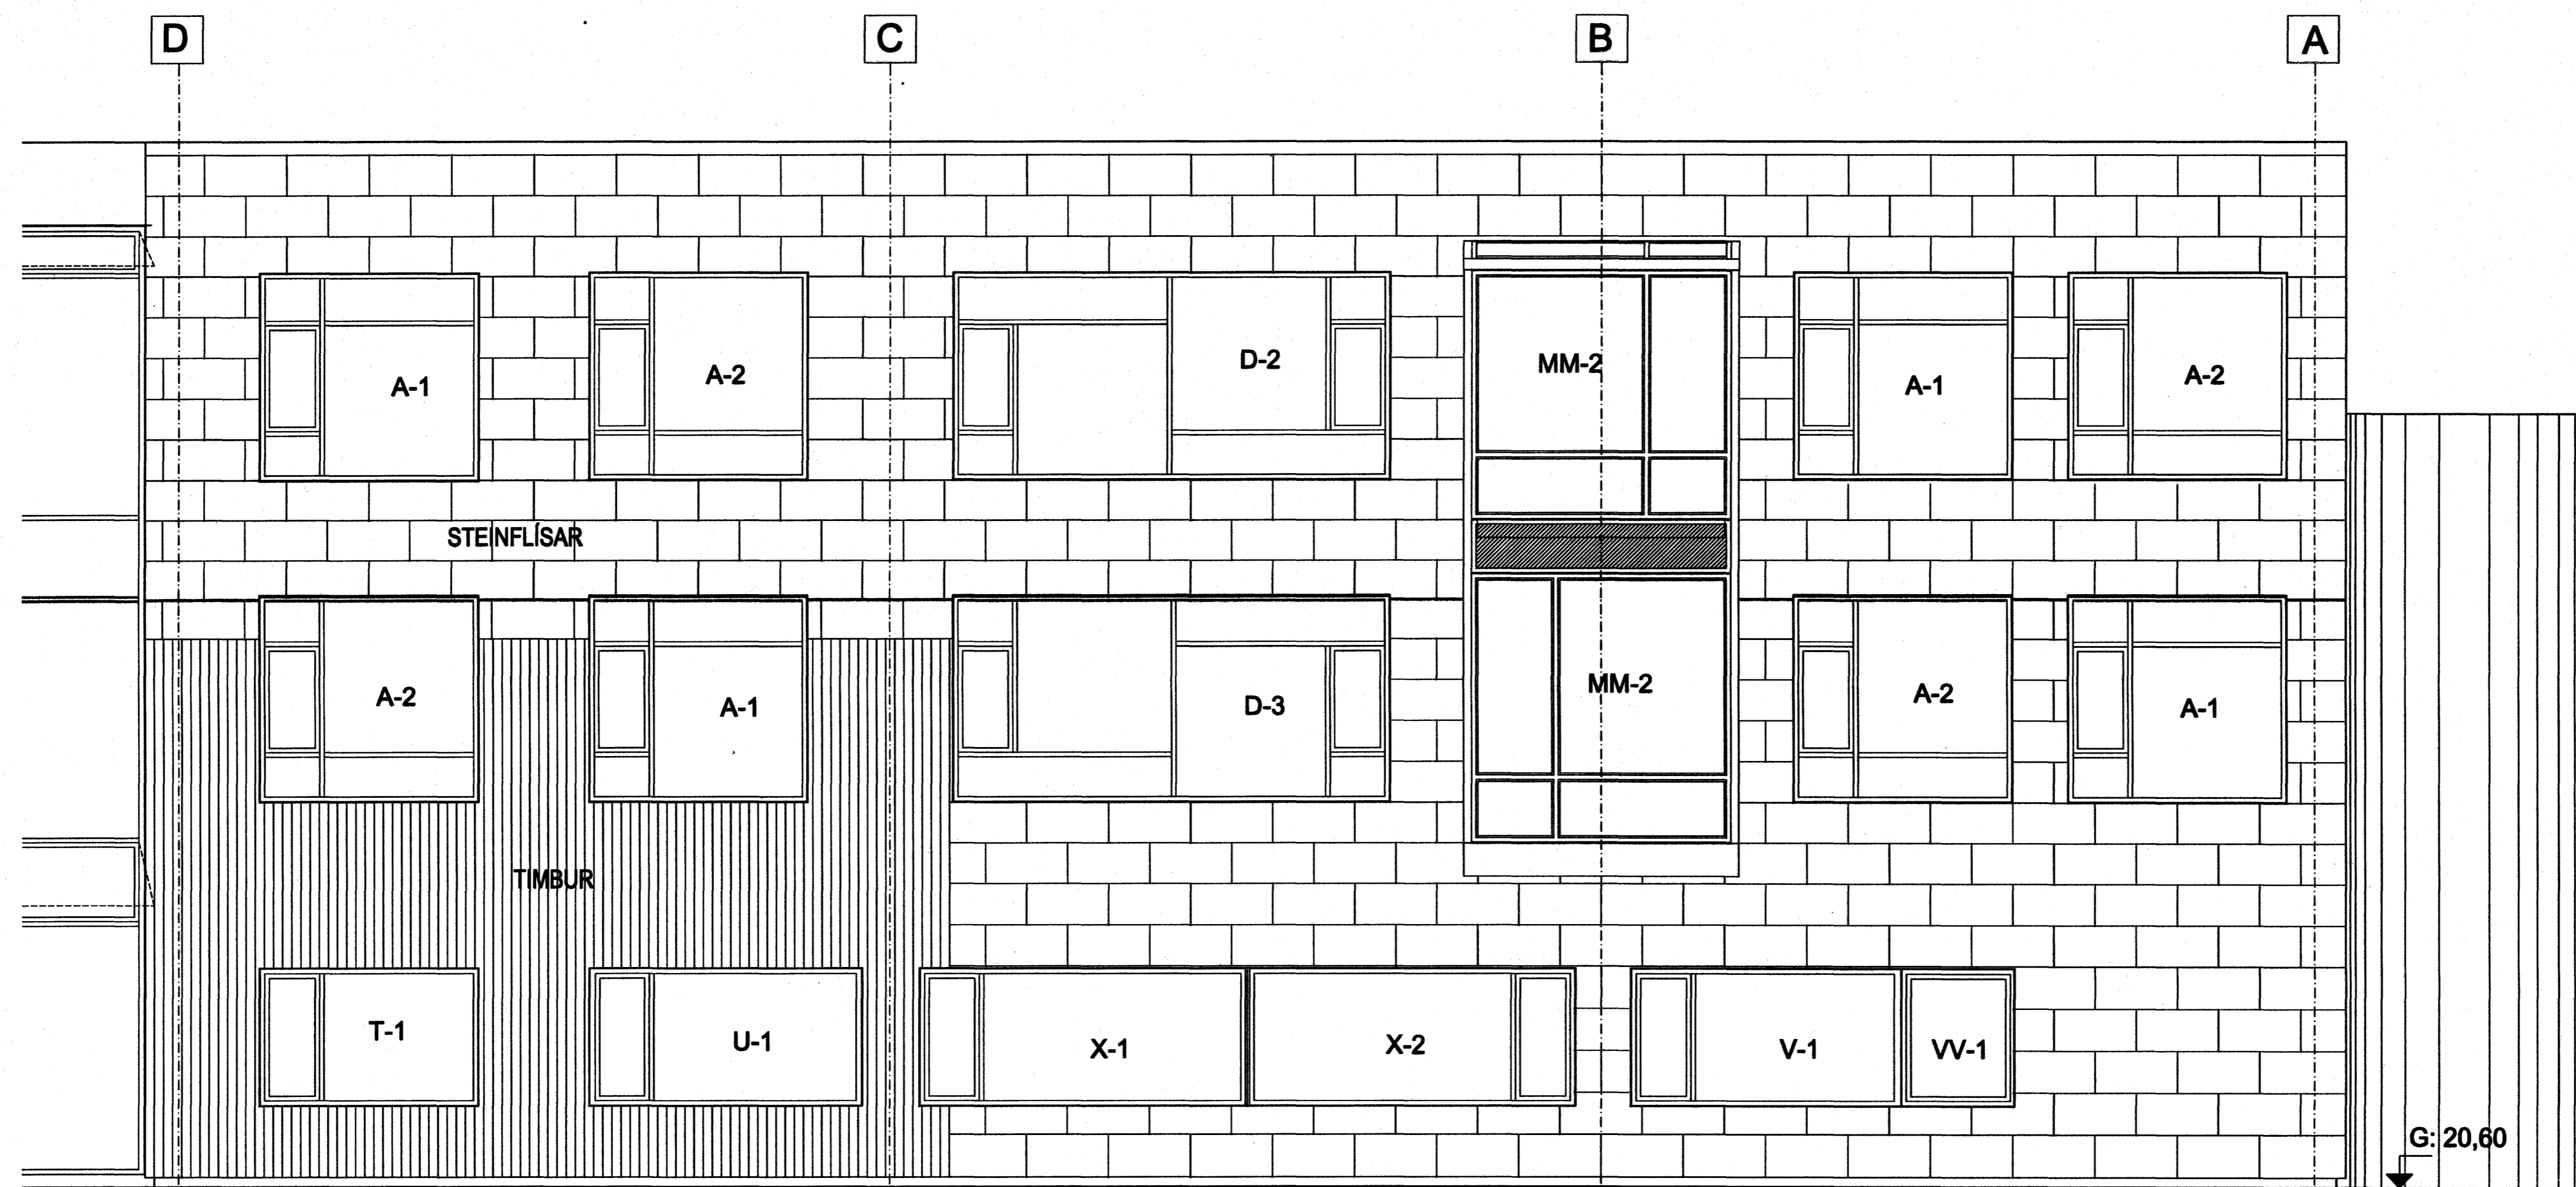 D
C
B
A
A-1
A-2
D-2
MM-2
A-1
A-2
STEINFLÍSAR
A-2
A-1
D-3
MM-2
A-2
A-1
TIMBUR
T-1
U-1
X-1
X-2
V-1
VV-1
G: 20,60